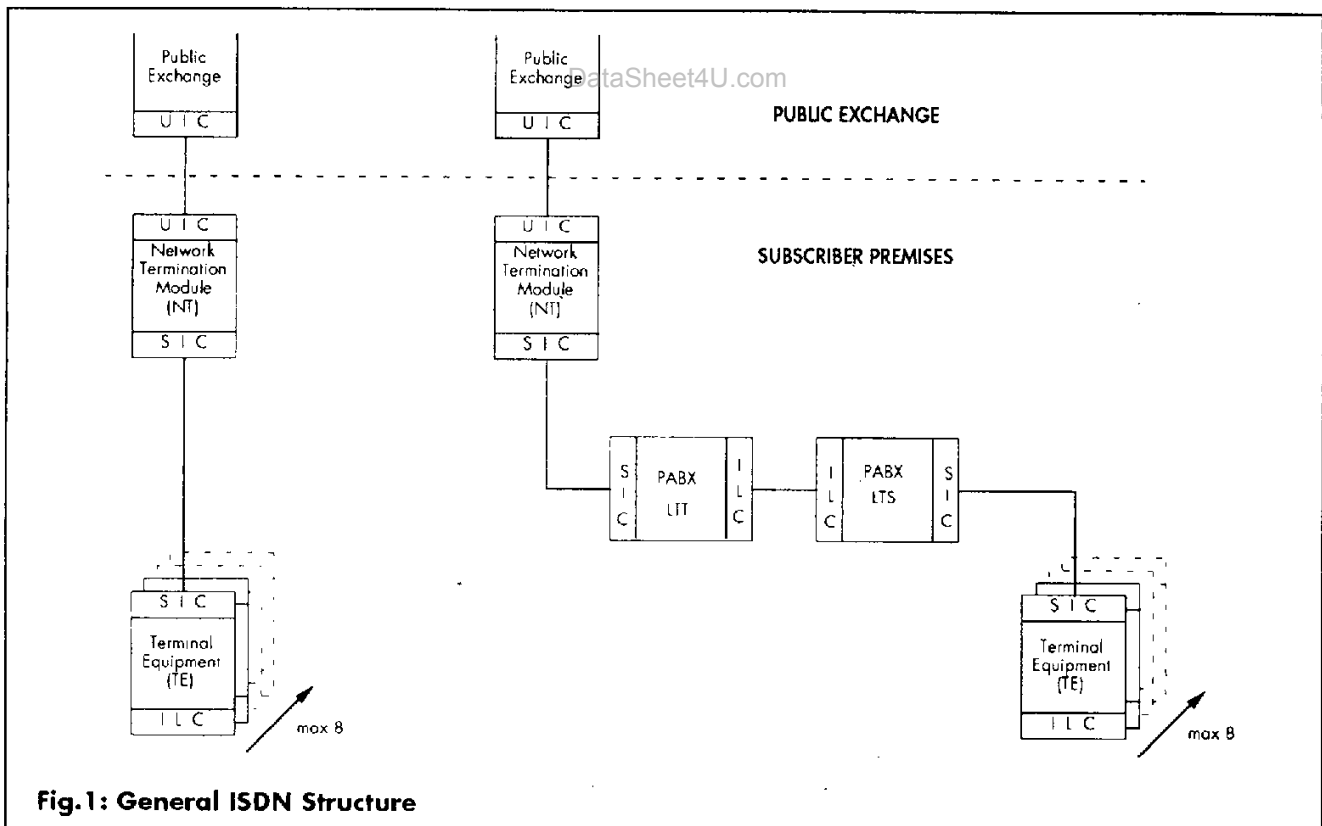 Public
Exchange
U I C
Public
Exchange
U I C
DataSheet4U.com
PUBLIC EXCHANGE
U I C
Network
Termination
Module
(NT)
S I C
U I C
Network
Termination
Module
(NT)
S I C
SUBSCRIBER PREMISES
S I C
PABX
LTT
I L C
I L C
PABX
LTS
S I C
S I C
Terminal
Equipment
(TE)
I L C
max 8
S I C
Terminal
Equipment
(TE)
I L C
max 8
Fig.1: General ISDN Structure